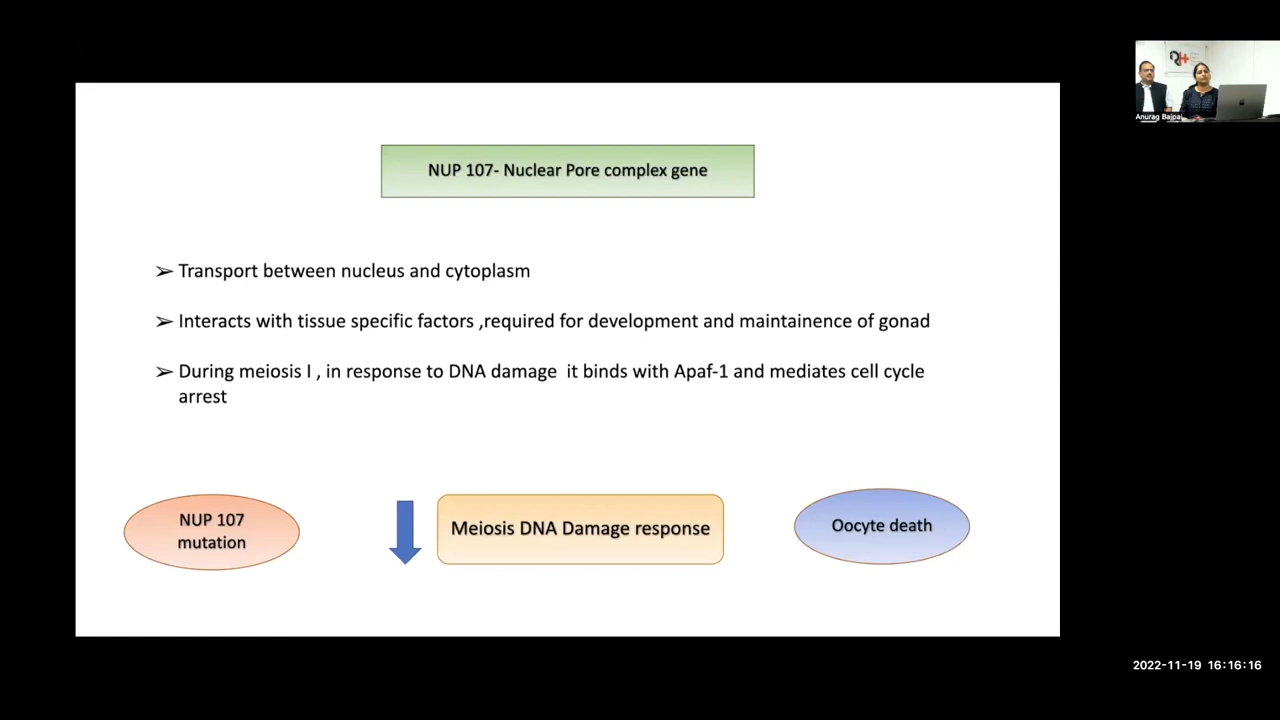 NUP 107- Nuclear Pore complex gene
➢ Transport between nucleus and cytoplasm
➢ Interacts with tissue specific factors ,required for development and maintainence of gonad
➢ During meiosis I , in response to DNA damage  it binds with Apaf-1 and mediates cell cycle
arrest
NUP 107
mutation
Meiosis DNA Damage response
Oocyte death
Anurag Bajpai
2022-11-19 16:16:16